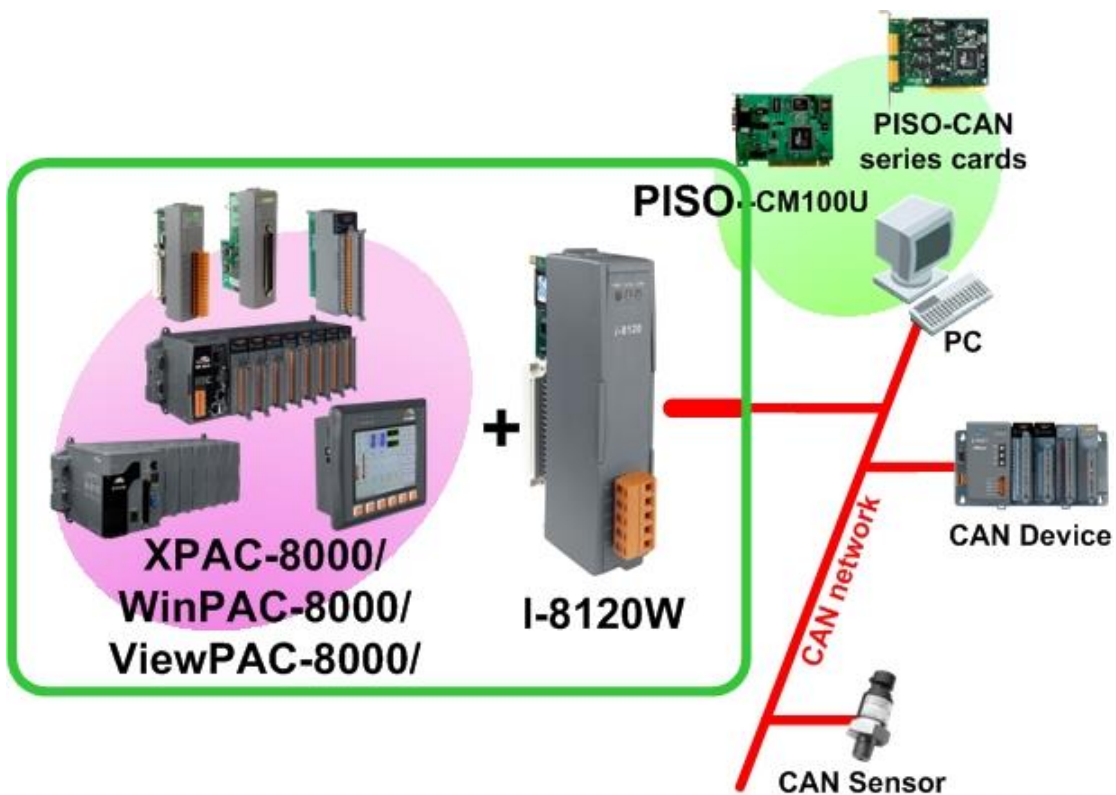 PISO-CAN
series cards
PISO--CM100U
PC
I-8120
+
XPAC-8000/
WinPAC-8000/
ViewPAC-8000/
I-8120W
CAN network
CAN Device
CAN Sensor